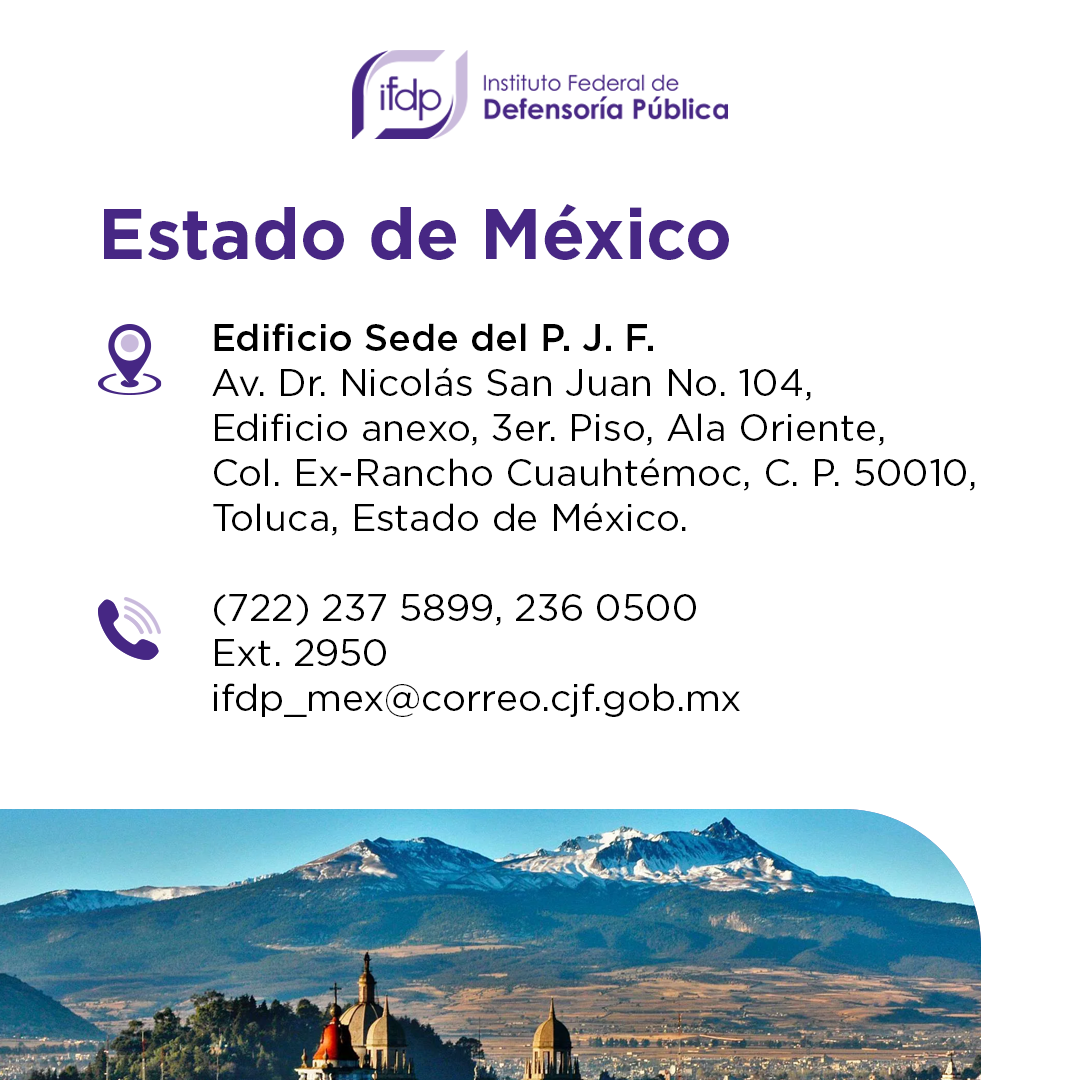 ifdp
Instituto Federal de
Defensoría Pública
Estado de México
Edificio Sede del P. J. F.
Av. Dr. Nicolás San Juan No. 104,
Edificio anexo, 3er. Piso, Ala Oriente,
Col. Ex-Rancho Cuauhtémoc, C. P. 50010,
Toluca, Estado de México.
(722) 237 5899, 236 0500
Ext. 2950
ifdp_mex@correo.cjf.gob.mx